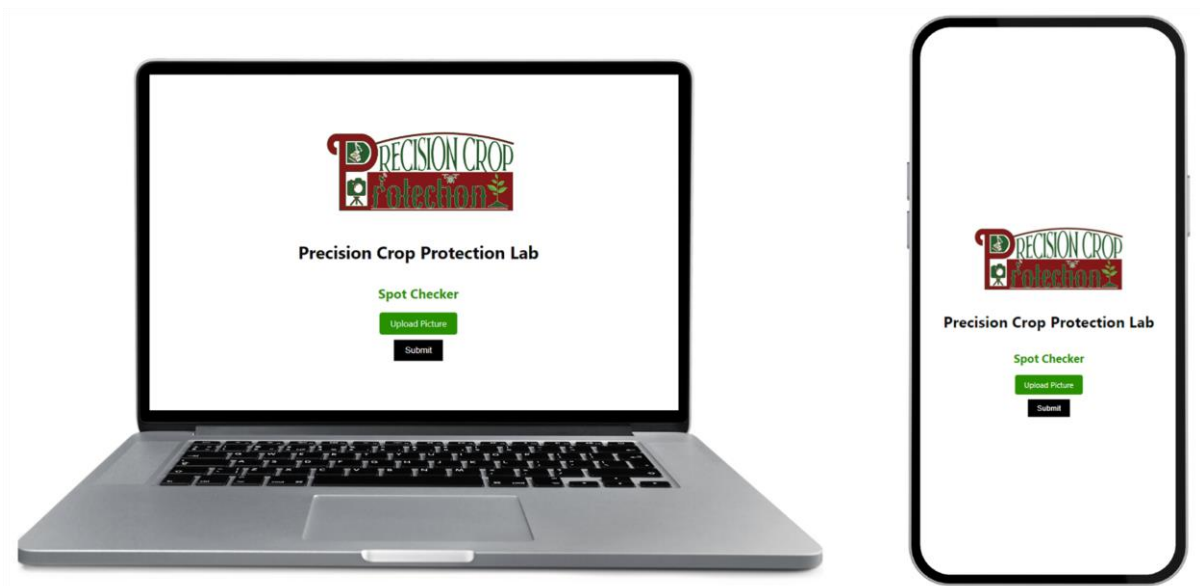 PRECISION CROP
Protection
Precision Crop Protection Lab
Spot Checker
Upload Picture
Submit
PRECISION CROP
Protection
Precision Crop Protection Lab
Spot Checker
Upload Picture
Submit